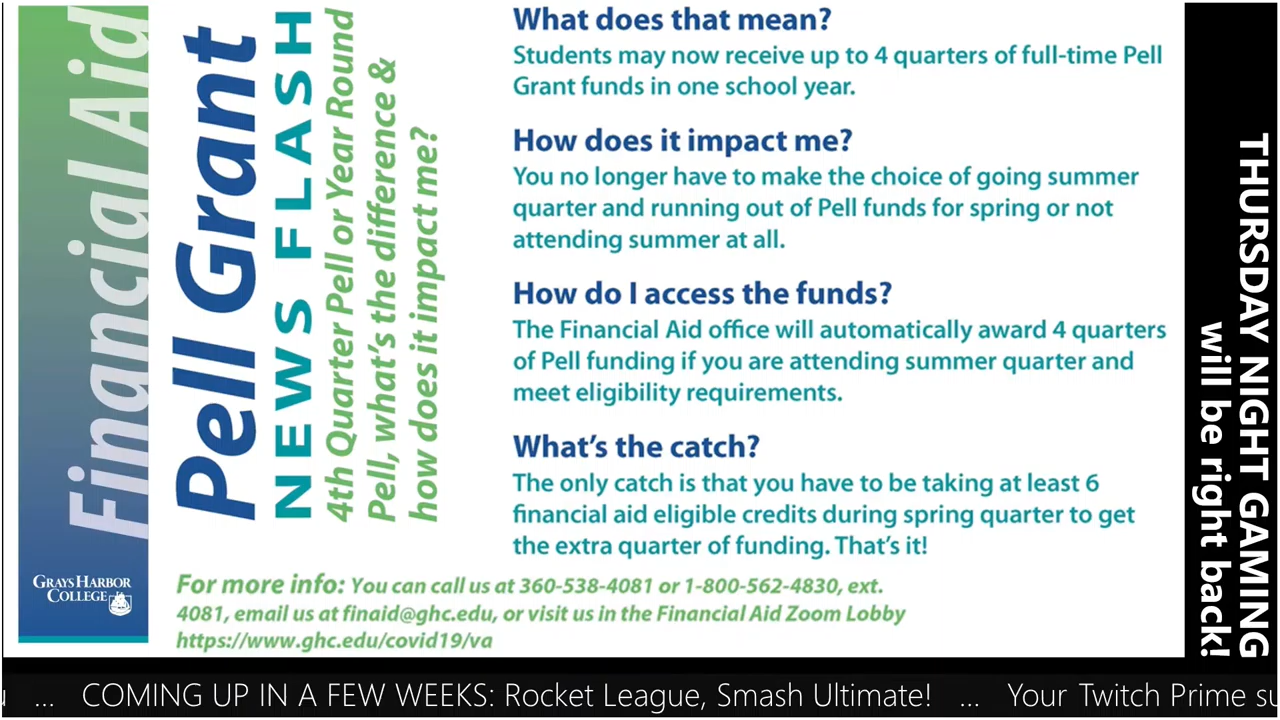 Financial Aid
GRAYS HARBOR
COLLEGE
Pell Grant
NEWS FLASH
4th Quarter Pell or Year Round
Pell, what's the difference &
how does it impact me?
What does that mean?
Students may now receive up to 4 quarters of full-time Pell
Grant funds in one school year.
How does it impact me?
You no longer have to make the choice of going summer
quarter and running out of Pell funds for spring or not
attending summer at all.
How do I access the funds?
The Financial Aid office will automatically award 4 quarters
of Pell funding if you are attending summer quarter and
meet eligibility requirements.
What's the catch?
The only catch is that you have to be taking at least 6
financial aid eligible credits during spring quarter to get
the extra quarter of funding. That's it!
For more info: You can call us at 360-538-4081 or 1-800-562-4830, ext.
4081, email us at finaid@ghc.edu, or visit us in the Financial Aid Zoom Lobby
https://www.ghc.edu/covid19/va
THURSDAY NIGHT GAMING
will be right back!
... COMING UP IN A FEW WEEKS: Rocket League, Smash Ultimate! ... Your Twitch Prime